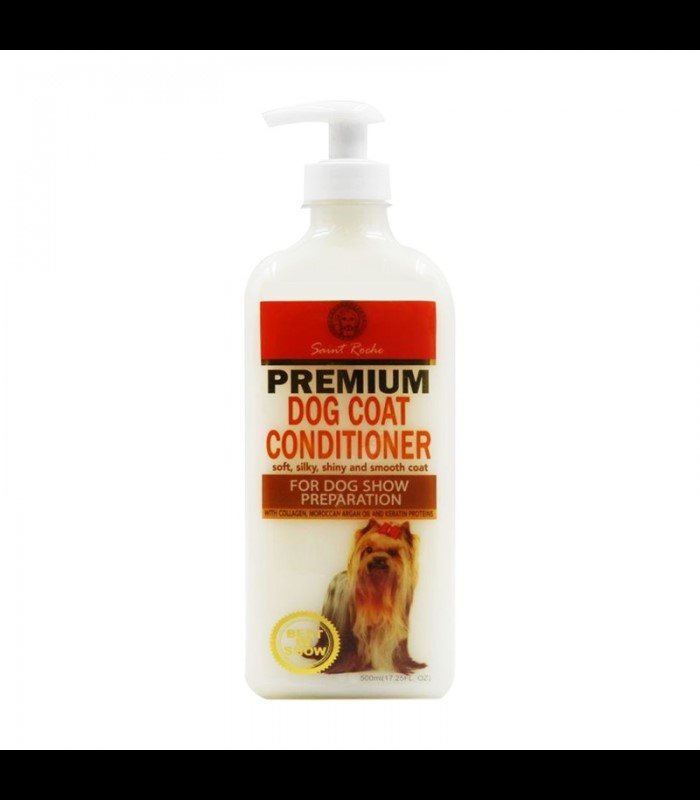 Saint Roche
PREMIUM
DOG COAT
CONDITIONER
soft, silky, shiny and smooth coat
FOR DOG SHOW
PREPARATION
WITH COLLAGEN, MOROCCAN ARGAN OIL AND KERATIN PROTEINS
BEST
IN
SHOW
500mL(17.25FL. OZ)